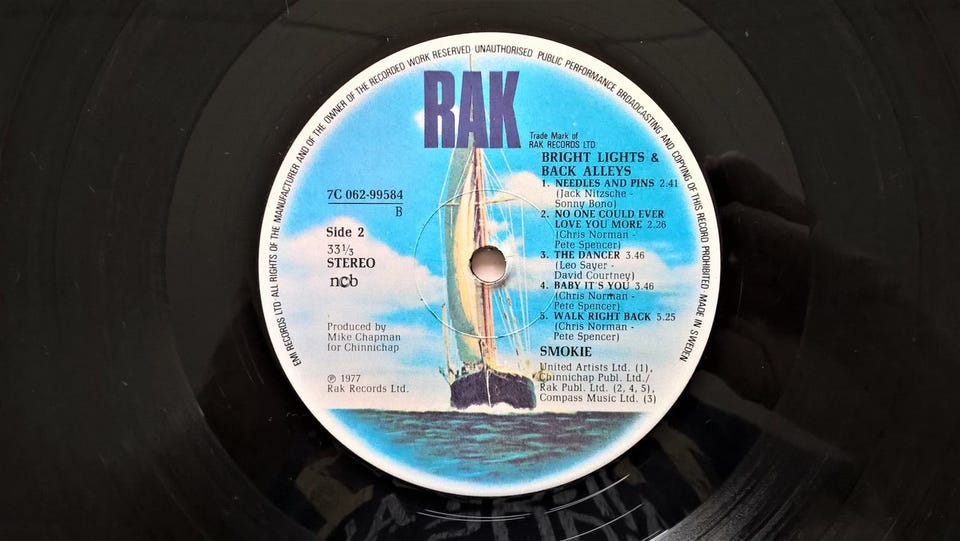 EMI RECORDS LTD ALL RIGHTS OF THE MANUFACTURER AND OF THE OWNER OF THE RECORDED WORK RESERVED UNAUTHORISED PUBLIC PERFORMANCE BROADCASTING AND COPYING OF THIS RECORD PROHIBITED MADE IN SWEDEN
RAK
Trade Mark of
RAK RECORDS LTD
BRIGHT LIGHTS &
BACK ALLEYS
1. NEEDLES AND PINS 2.41
(Jack Nitzsche -
Sonny Bono)
2. NO ONE COULD EVER
LOVE YOU MORE 2.26
(Chris Norman -
Pete Spencer)
3. THE DANCER 3.46
(Leo Sayer -
David Courtney)
4. BABY IT'S YOU 3.46
(Chris Norman -
Pete Spencer)
5. WALK RIGHT BACK 5.25
(Chris Norman -
Pete Spencer)
SMOKIE
United Artists Ltd. (1),
Chinnichap Publ. Ltd./
Rak Publ. Ltd. (2, 4, 5),
Compass Music Ltd. (3)
7C 062-99584
B
Side 2
33 1/3
STEREO
ncb
Produced by
Mike Chapman
for Chinnichap
℗ 1977
Rak Records Ltd.